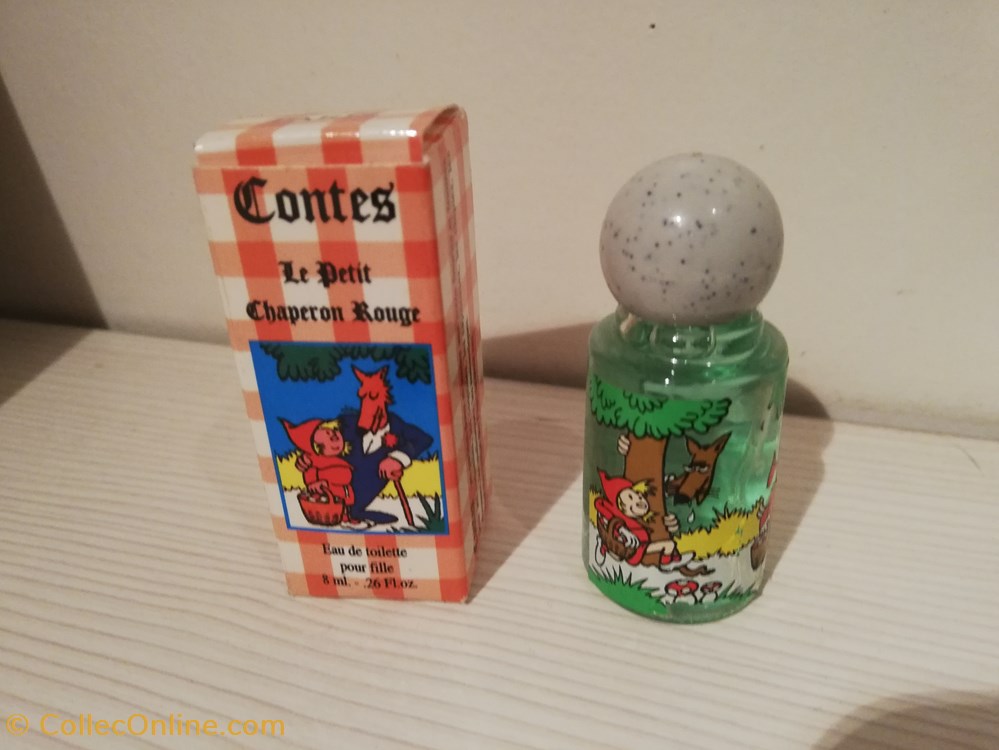 Contes
Le Petit
Chaperon Rouge
Eau de toilette
pour fille
8 ml. - .26 Fl.oz.
© CollecOnline.com